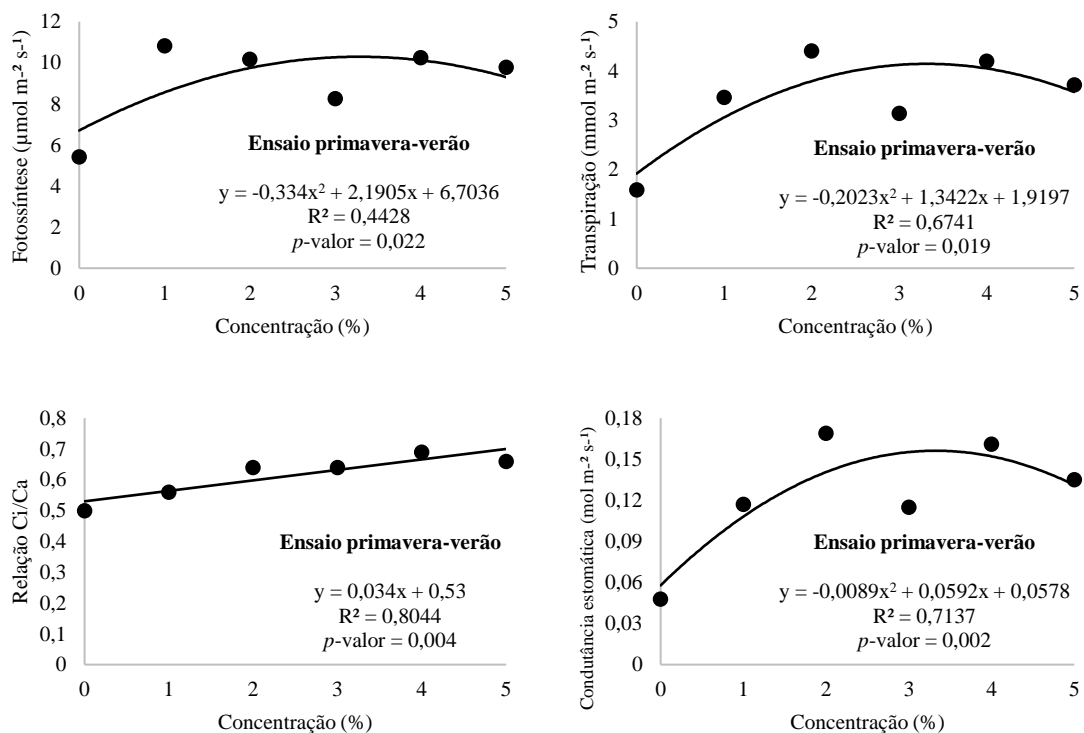 Fotossíntese (µmol m-² s-¹)
12
10
8
6
4
2
0
Ensaio primavera-verão
y = -0,334x² + 2,1905x + 6,7036
R² = 0,4428
p-valor = 0,022
0 1 2 3 4 5
Concentração (%)
Transpiração (mmol m-² s-¹)
5
4
3
2
1
0
Ensaio primavera-verão
y = -0,2023x² + 1,3422x + 1,9197
R² = 0,6741
p-valor = 0,019
0 1 2 3 4 5
Concentração (%)
Relação Ci/Ca
0,8
0,7
0,6
0,5
0,4
0,3
0,2
0,1
0
Ensaio primavera-verão
y = 0,034x + 0,53
R² = 0,8044
p-valor = 0,004
0 1 2 3 4 5
Concentração (%)
Condutância estomática (mol m-² s-¹)
0,18
0,15
0,12
0,09
0,06
0,03
0
Ensaio primavera-verão
y = -0,0089x² + 0,0592x + 0,0578
R² = 0,7137
p-valor = 0,002
0 1 2 3 4 5
Concentração (%)